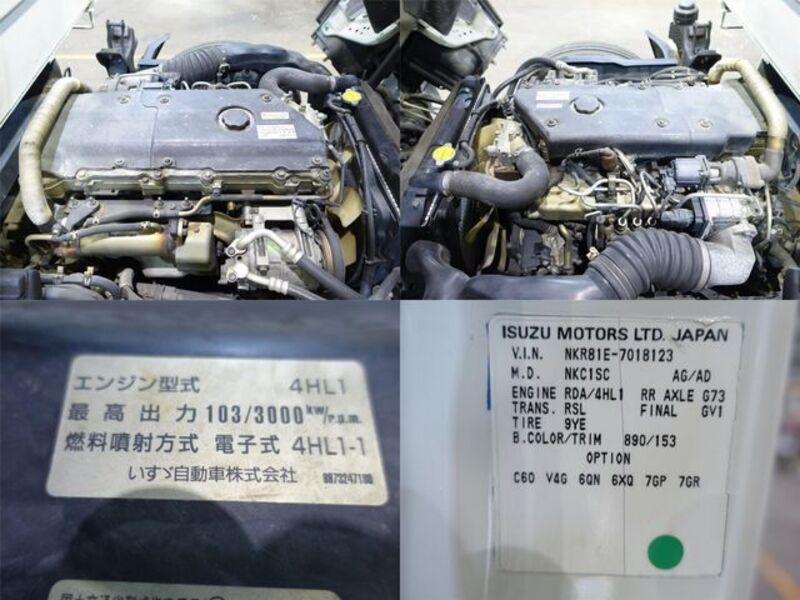 エンジン型式 4HL1
最高出力 103/3000 kW/r.p.m.
燃料噴射方式 電子式 4HL1-1
いすゞ自動車株式会社 8973247180
ISUZU MOTORS LTD. JAPAN
V.I.N. NKR81E-7018123
M.D. NKC1SC AG/AD
ENGINE RDA/4HL1 RR AXLE G73
TRANS. RSL FINAL GV1
TIRE 9YE
B.COLOR/TRIM 890/153
OPTION
C60 V4G 6QN 6XQ 7GP 7GR